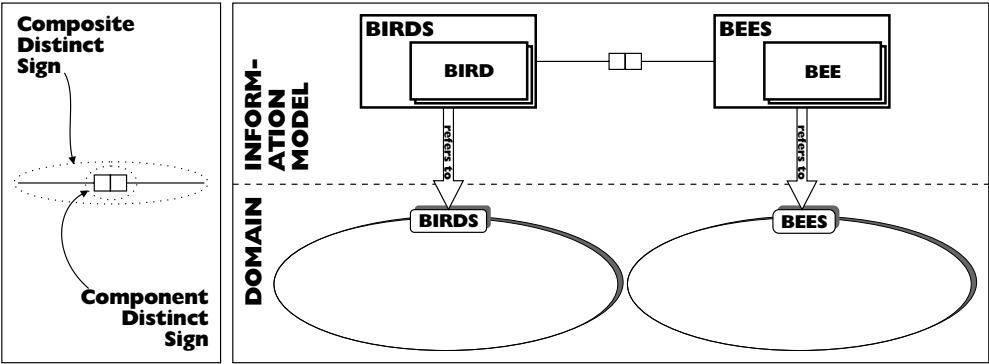 Composite
Distinct
Sign
Component
Distinct
Sign
INFORM-
ATION
MODEL
BIRDS
BIRD
BEES
BEE
refers to
refers to
DOMAIN
BIRDS
BEES